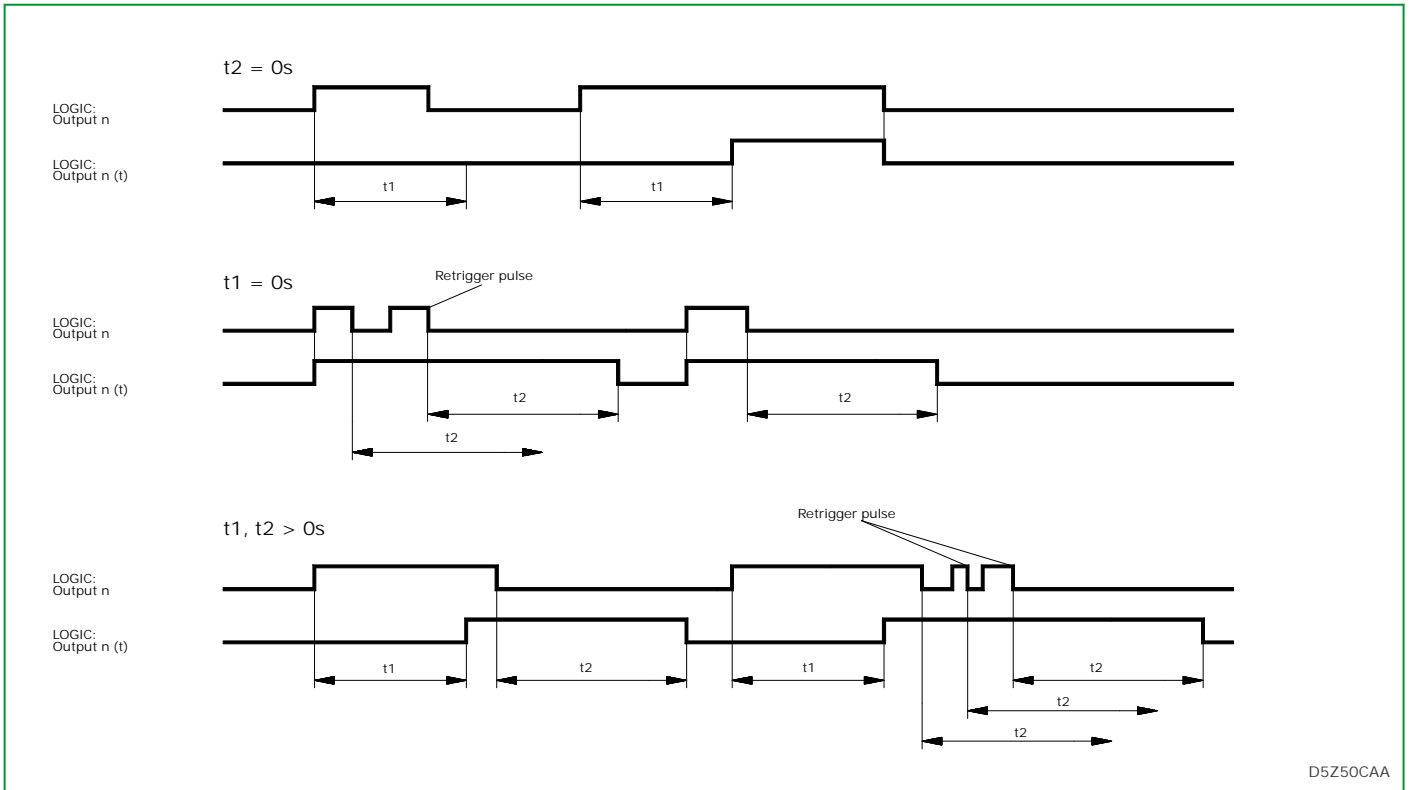 t2 = 0s
LOGIC:
Output n
LOGIC:
Output n (t)
t1
t1
t1 = 0s
Retrigger pulse
LOGIC:
Output n
LOGIC:
Output n (t)
t2
t2
t2
t1, t2 > 0s
Retrigger pulse
LOGIC:
Output n
LOGIC:
Output n (t)
t1
t2
t1
t2
t2
t2
D5Z50CAA